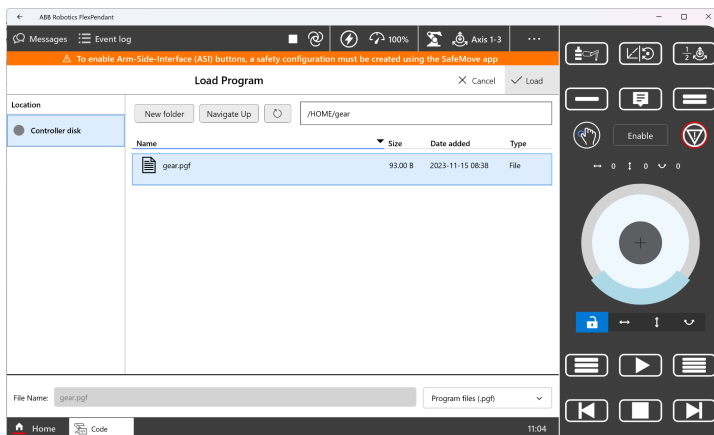 ABB Robotics FlexPendant
Messages Event log 100% Axis 1-3 ...
To enable Arm-Side-Interface (ASI) buttons, a safety configuration must be created using the SafeMove app
Load Program Cancel Load
Location
Controller disk
New folder Navigate Up /HOME/gear
Name Size Date added Type
gear.pgf 93.00 B 2023-11-15 08:38 File
Enable
0 0 0
File Name: gear.pgf Program files (.pgf)
Home Code 11:04